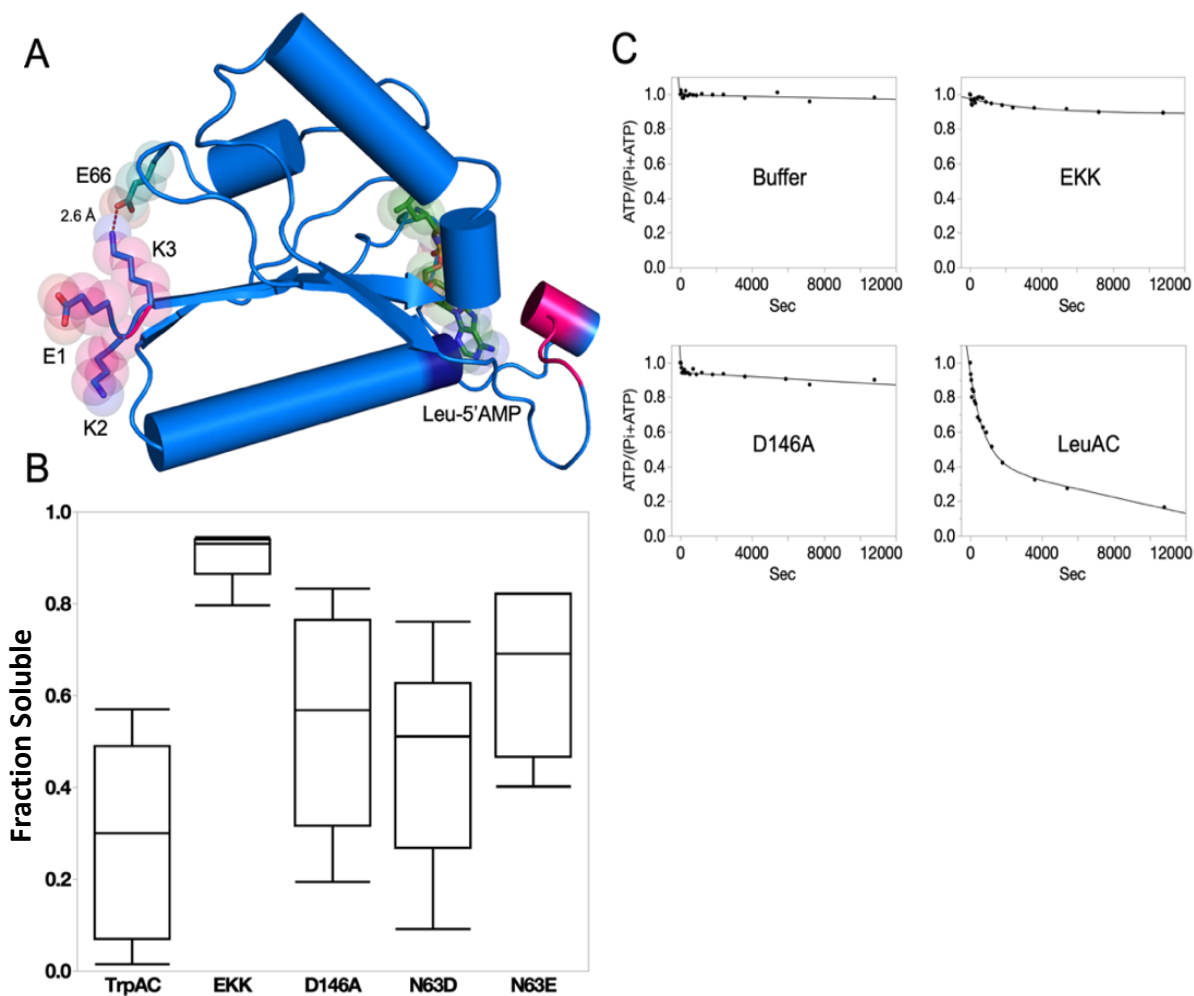 A
E66
2.6 Å
K3
E1
K2
Leu-5'AMP
B
Fraction Soluble
1.0
0.8
0.6
0.4
0.2
0.0
TrpAC EKK D146A N63D N63E
C
ATP/(Pi+ATP)
1.0
0.8
0.6
0.4
0.2
0.0
Buffer
0 4000 8000 12000
Sec
1.0
0.8
0.6
0.4
0.2
0.0
EKK
0 4000 8000 12000
Sec
ATP/(Pi+ATP)
1.0
0.8
0.6
0.4
0.2
0.0
D146A
0 4000 8000 12000
Sec
1.0
0.8
0.6
0.4
0.2
0.0
LeuAC
0 4000 8000 12000
Sec